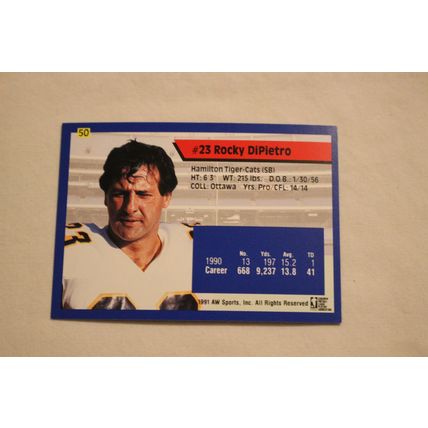 50
#23 Rocky DiPietro
Hamilton Tiger-Cats (SB)
HT: 6'3" WT: 215 lbs. D.O.B.: 1/30/56
COLL: Ottawa Yrs. Pro/CFL: 14/14
No. Yds. Avg. TD
1990 13 197 15.2 1
Career 668 9,237 13.8 41
1991 AW Sports, Inc. All Rights Reserved